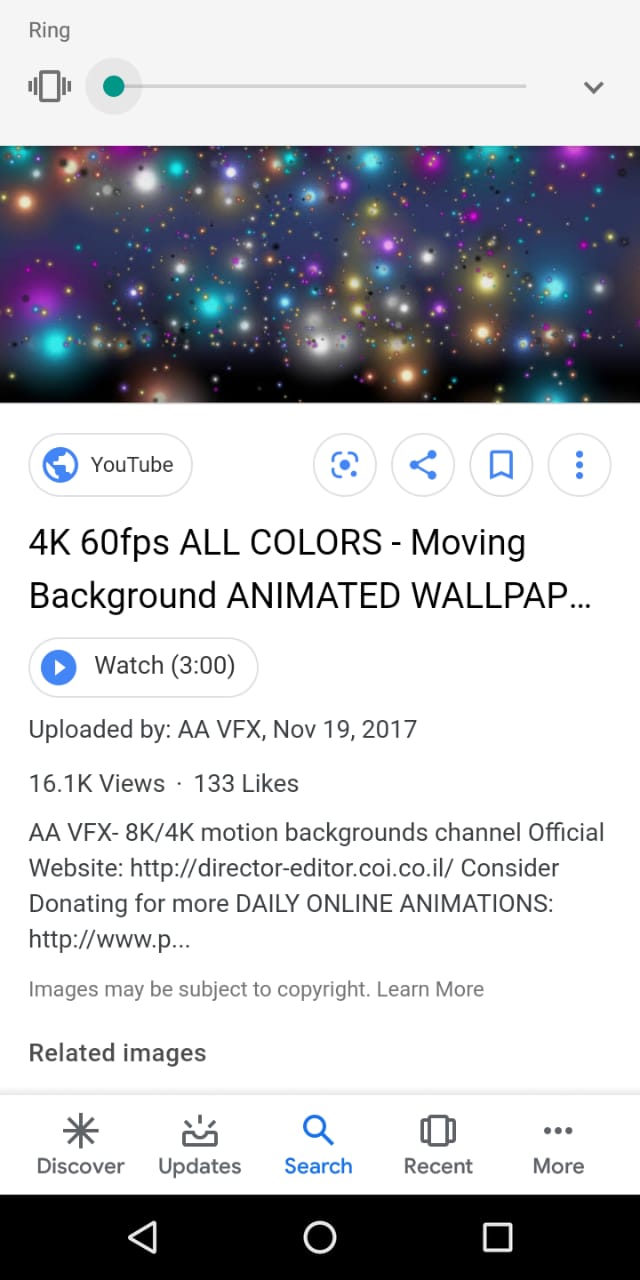 Ring
YouTube
4K 60fps ALL COLORS - Moving
Background ANIMATED WALLPAP...
Watch (3:00)
Uploaded by: AA VFX, Nov 19, 2017
16.1K Views · 133 Likes
AA VFX- 8K/4K motion backgrounds channel Official
Website: http://director-editor.coi.co.il/ Consider
Donating for more DAILY ONLINE ANIMATIONS:
http://www.p...
Images may be subject to copyright. Learn More
Related images
Discover Updates Search Recent More